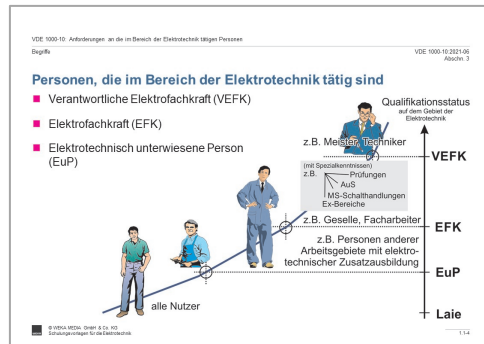 VDE 1000-10: Anforderungen an die im Bereich der Elektrotechnik tätigen Personen
Begriffe
VDE 1000-10:2021-06
Abschn. 3
Personen, die im Bereich der Elektrotechnik tätig sind
Verantwortliche Elektrofachkraft (VEFK)
Elektrofachkraft (EFK)
Elektrotechnisch unterwiesene Person
(EuP)
Qualifikationsstatus
auf dem Gebiet der
Elektrotechnik
z.B. Meister, Techniker
VEFK
(mit Spezialkenntnissen)
z.B.
Prüfungen
AuS
MS-Schalthandlungen
Ex-Bereiche
z.B. Geselle, Facharbeiter
EFK
z.B. Personen anderer
Arbeitsgebiete mit elektro-
technischer Zusatzausbildung
EuP
alle Nutzer
Laie
© WEKA MEDIA GmbH & Co. KG
Schulungsvorlagen für die Elektrotechnik
1.1-4